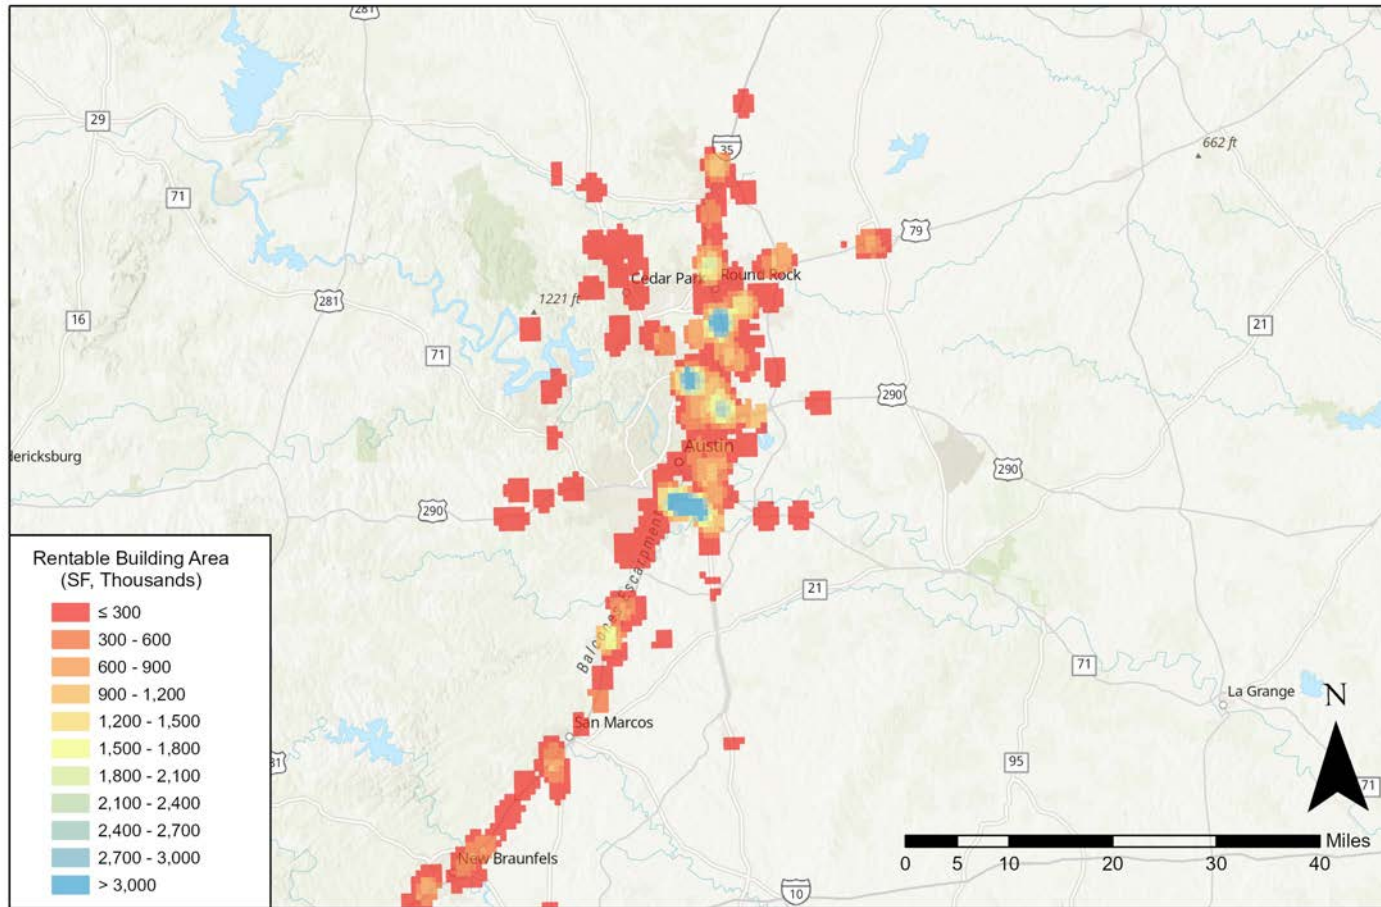 281
29
35
662 ft
71
79
Cedar Park
Round Rock
1221 ft
281
16
21
71
290
Austin
dericksburg
290
290
Balcones Escarpment
Rentable Building Area
(SF, Thousands)
≤ 300
300 - 600
600 - 900
900 - 1,200
1,200 - 1,500
1,500 - 1,800
1,800 - 2,100
2,100 - 2,400
2,400 - 2,700
2,700 - 3,000
> 3,000
21
71
La Grange
N
San Marcos
81
95
71
Miles
0 5 10 20 30 40
New Braunfels
10